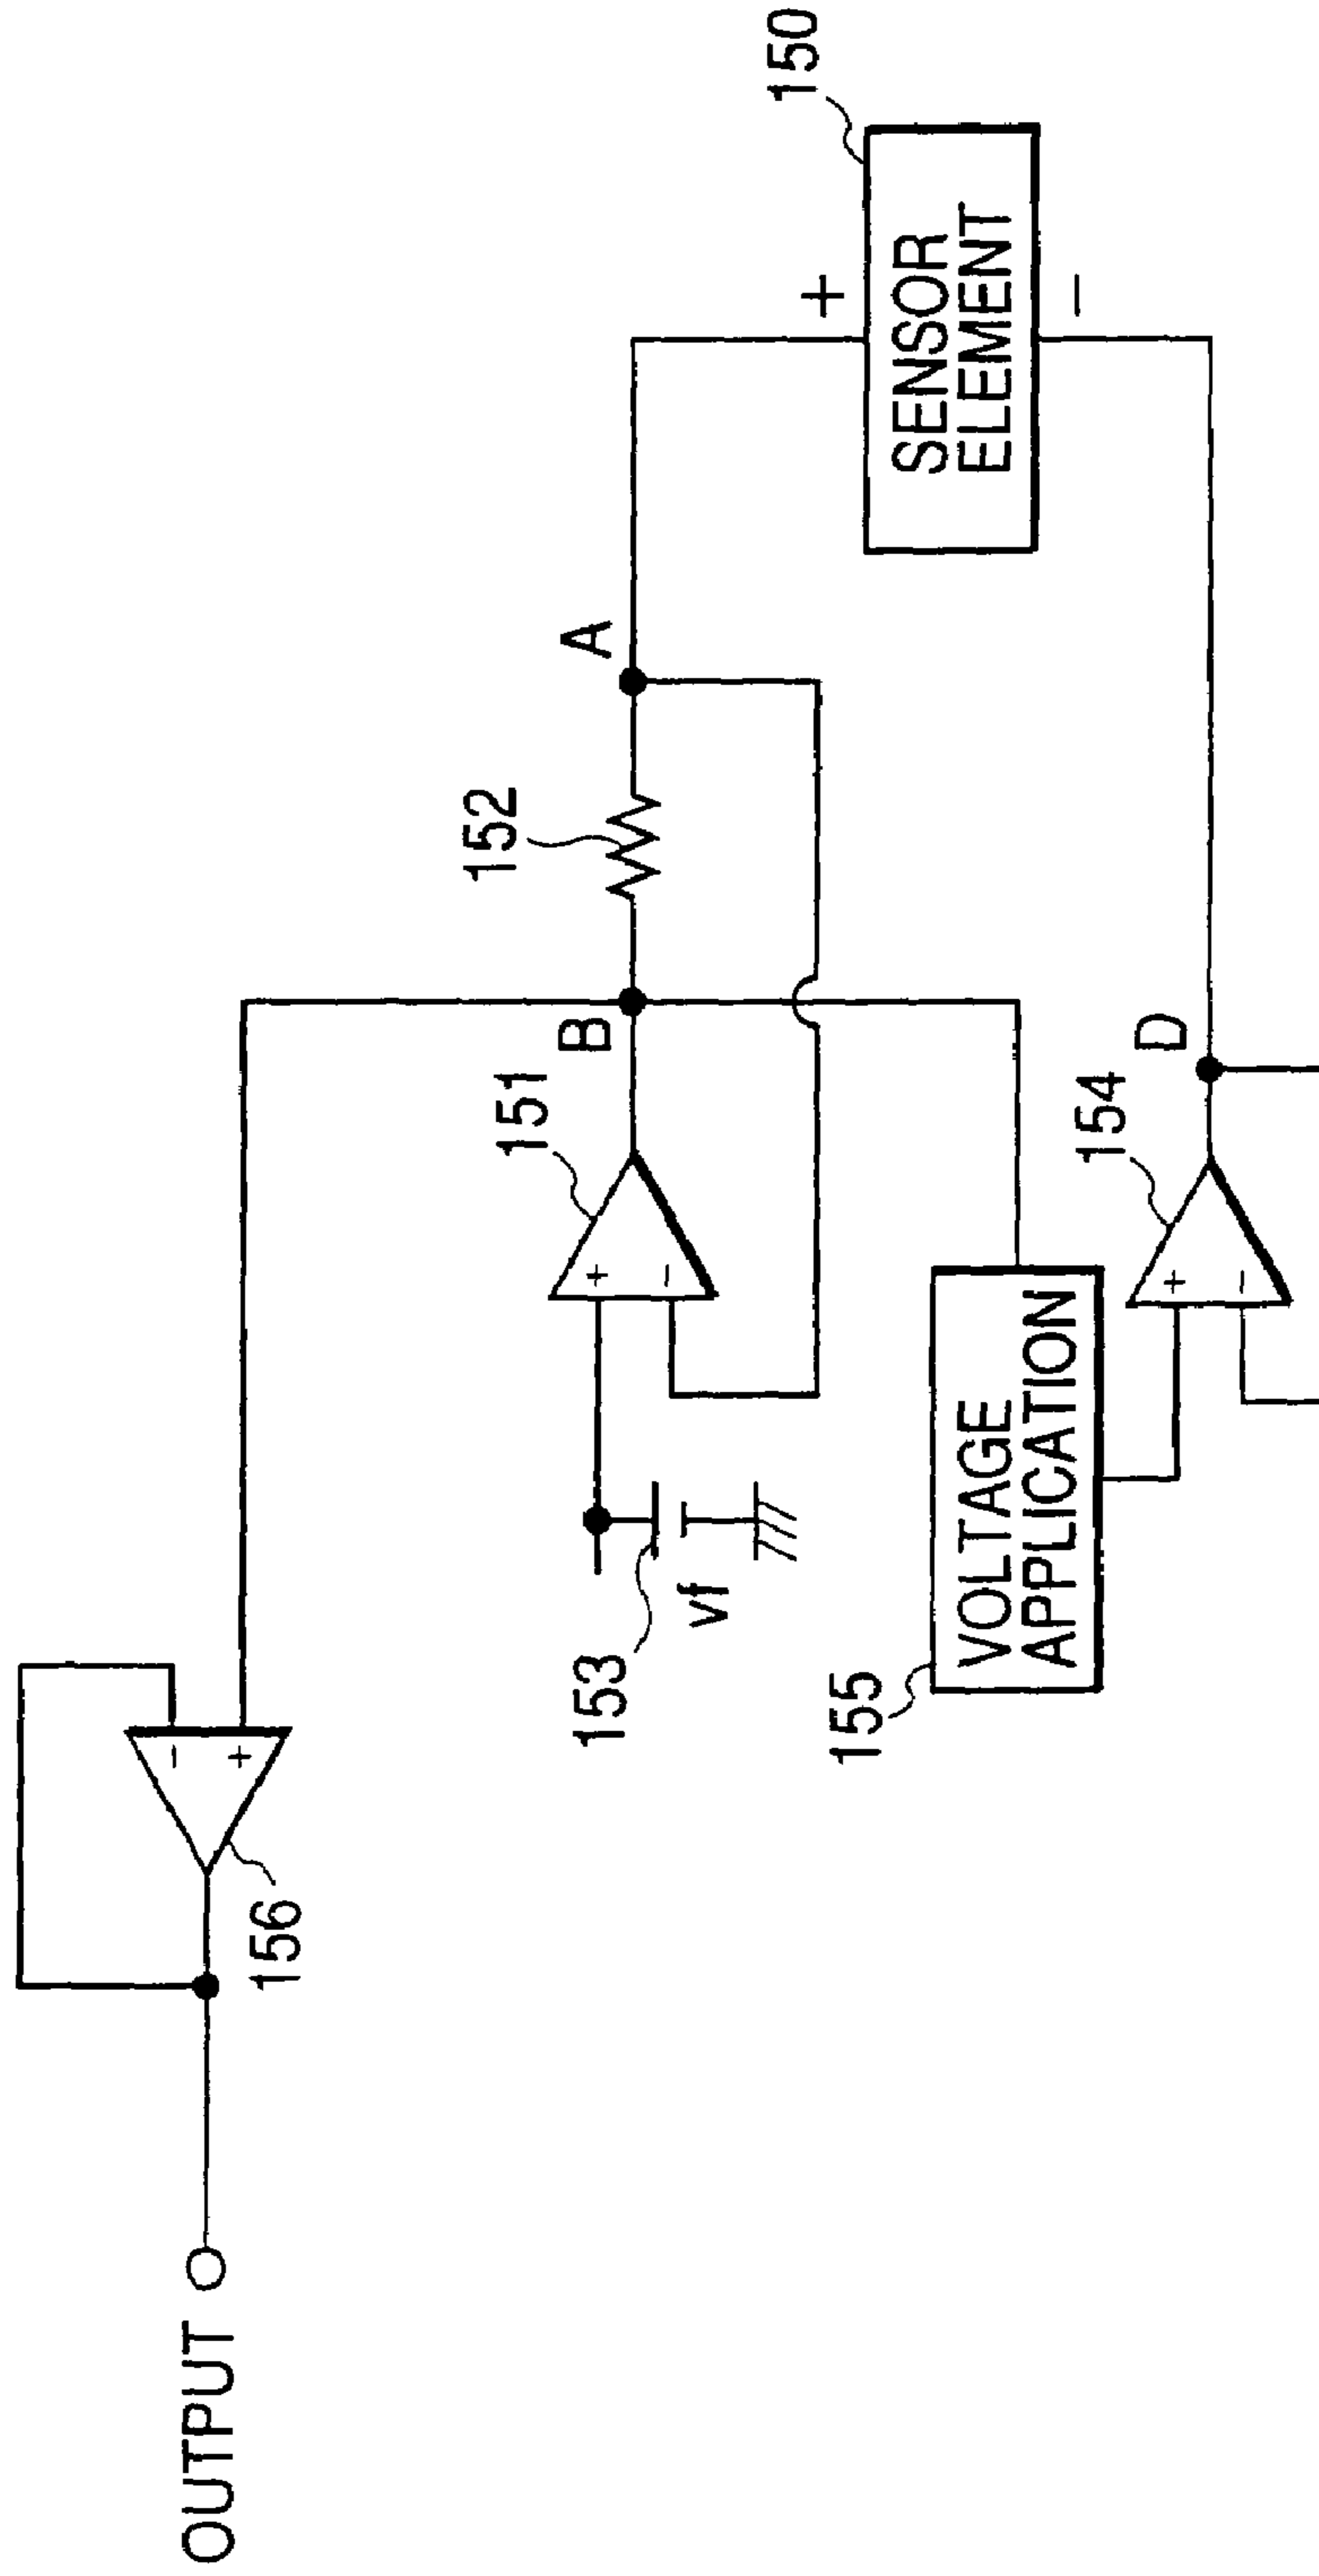 OUTPUT
156
153
vf
155
VOLTAGE
APPLICATION
151
B
152
A
154
D
150
SENSOR
ELEMENT
+
−
+
−
+
−
−
+